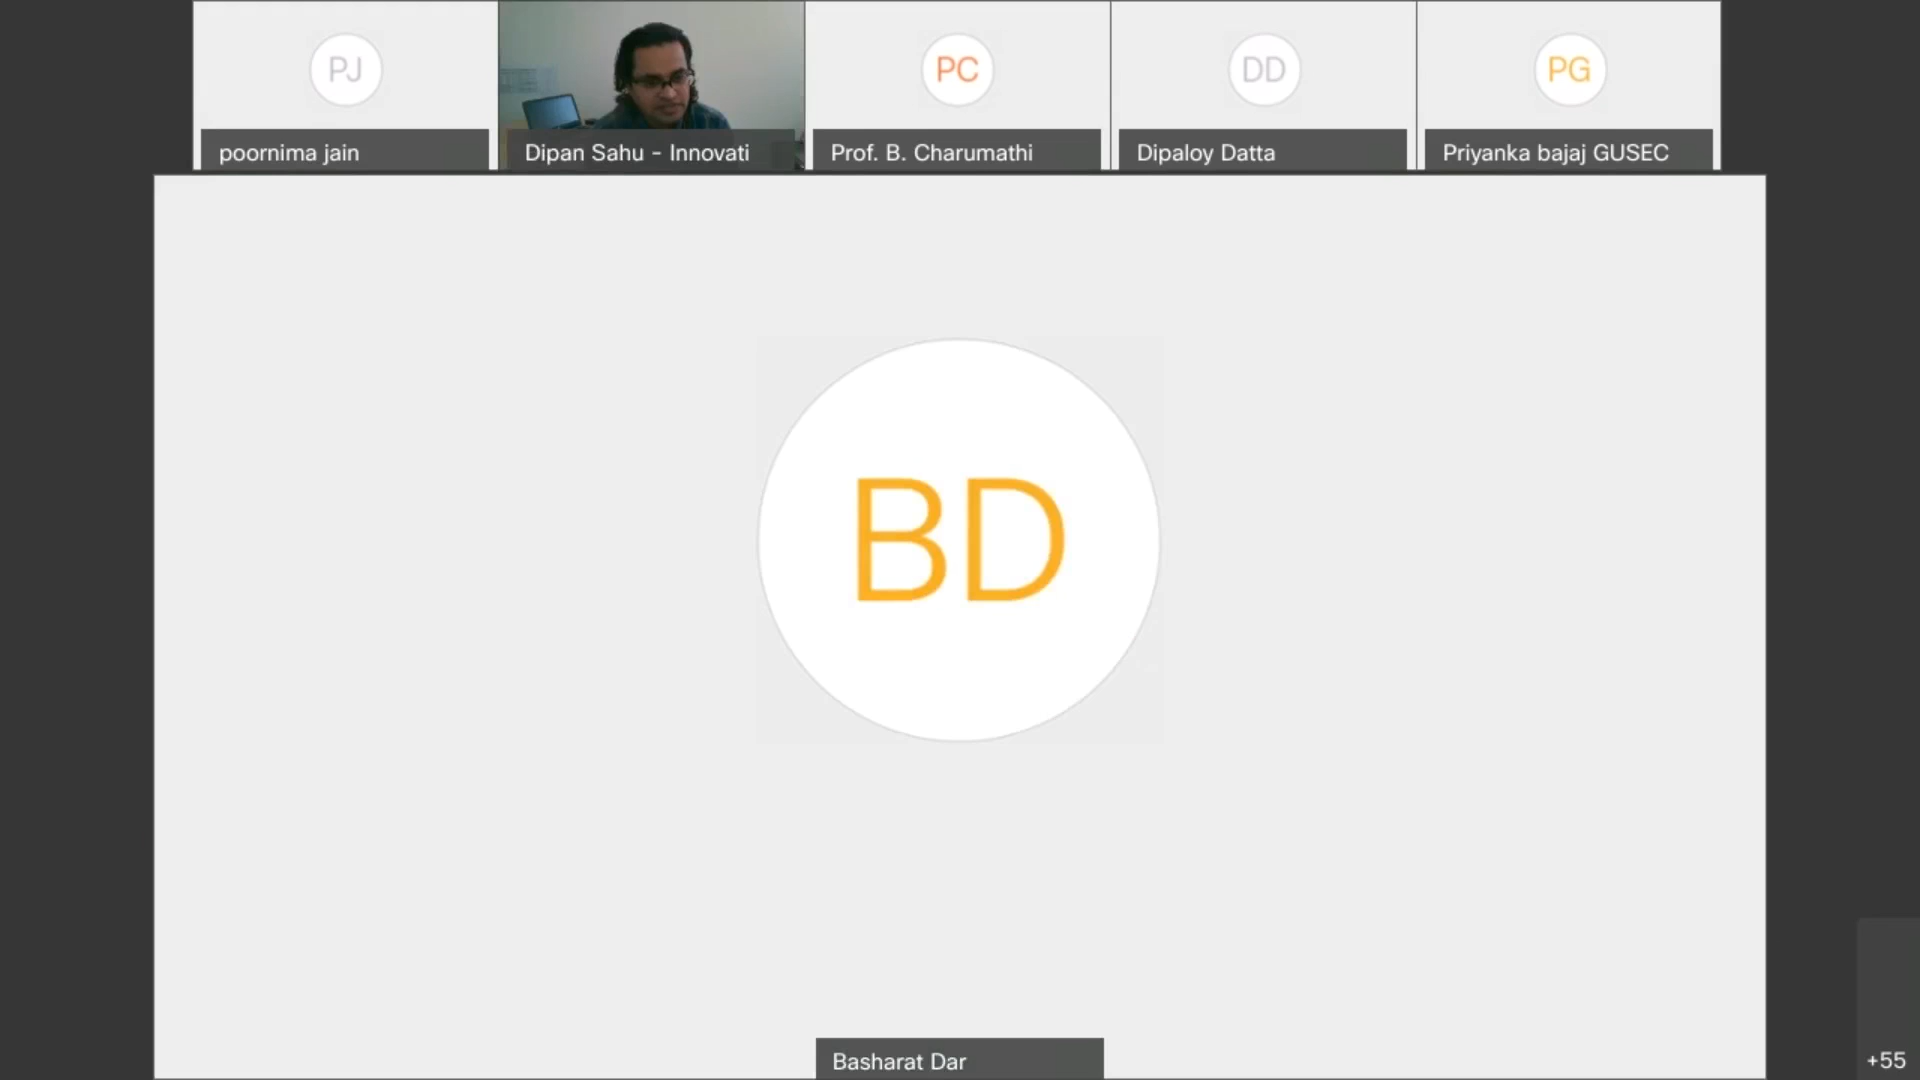 PJ
poornima jain
Dipan Sahu - Innovati
PC
Prof. B. Charumathi
DD
Dipaloy Datta
PG
Priyanka bajaj GUSEC
BD
Basharat Dar
+55